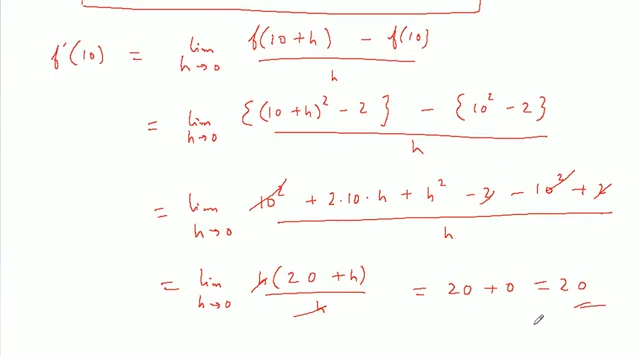 f'(10) = lim h→0 f(10+h) - f(10) / h
= lim h→0 {(10+h)² - 2} - {10² - 2} / h
= lim h→0 10² + 2·10·h + h² - 2 - 10² + 2 / h
= lim h→0 h(20+h) / h = 20+0 = 20